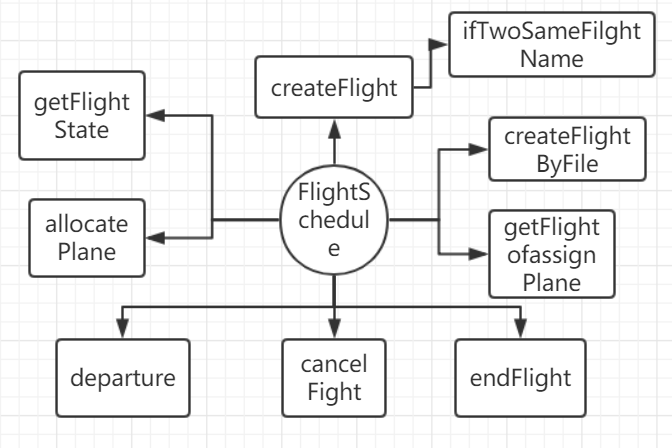 ifTwoSameFilght
Name
createFlight
getFlight
State
createFlight
ByFile
FlightS
chedul
e
allocate
Plane
getFlight
ofassign
Plane
departure
cancel
Fight
endFlight